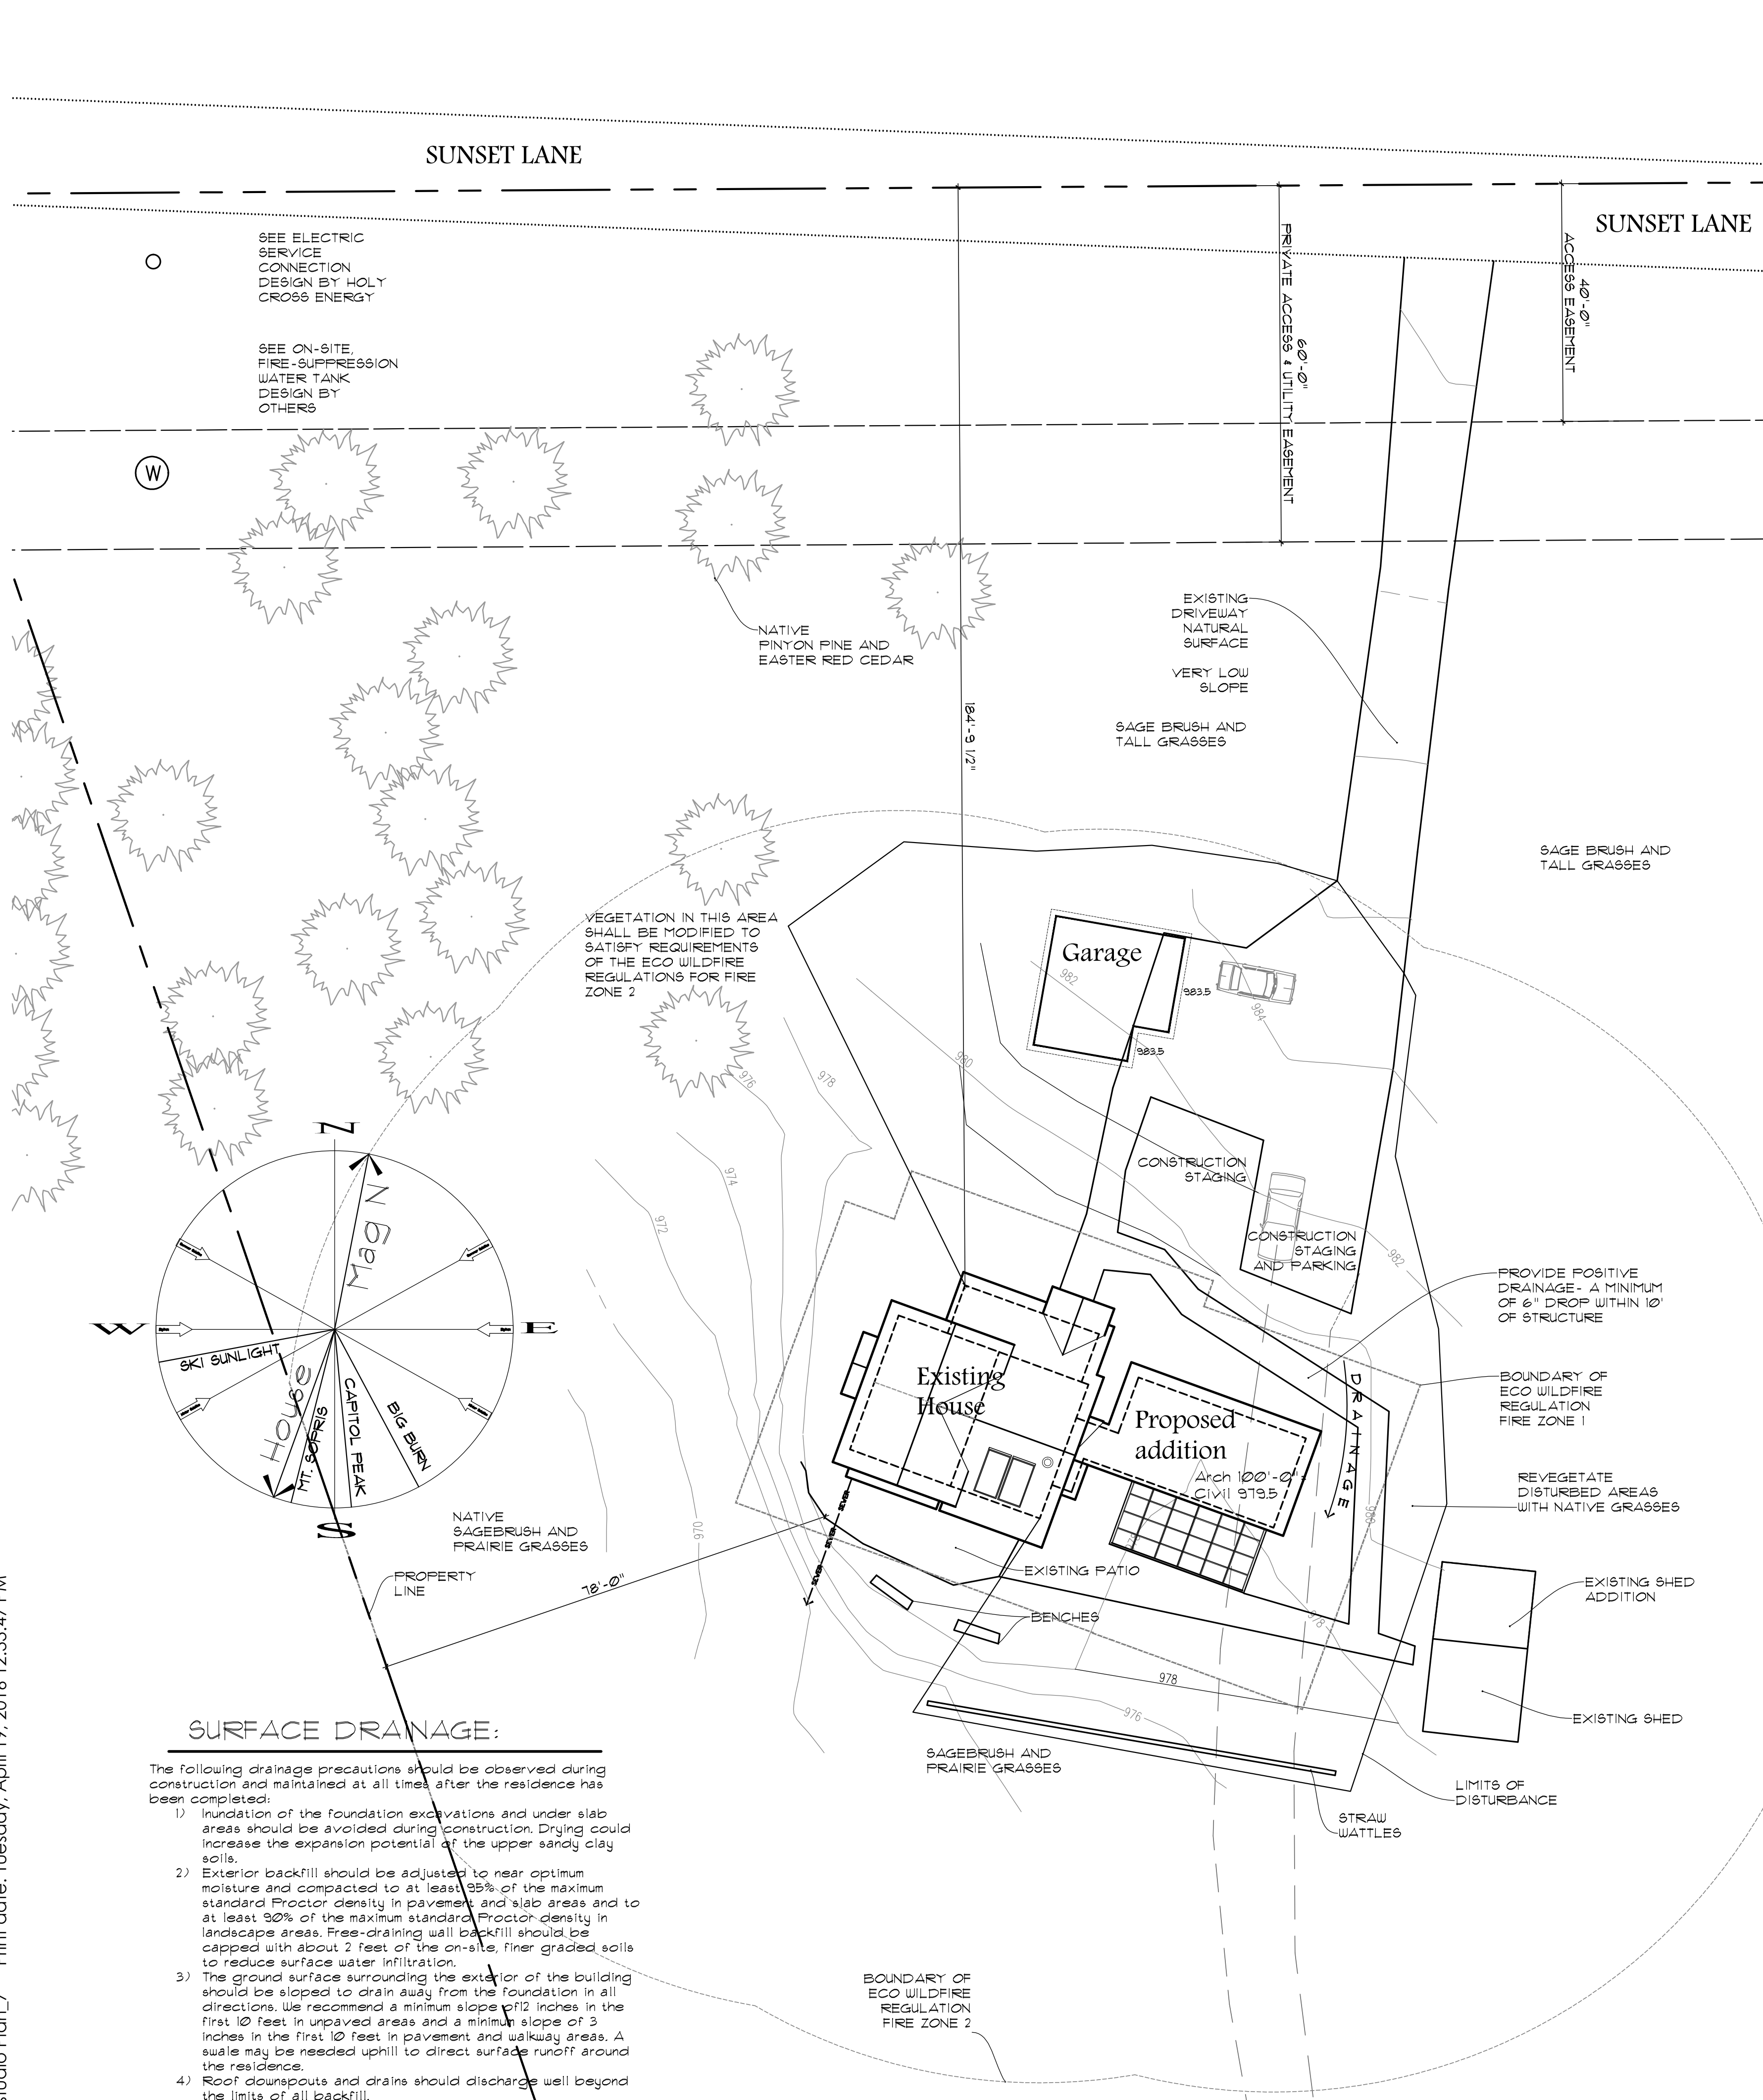 SUNSET LANE
SUNSET LANE
SEE ELECTRIC
SERVICE
CONNECTION
DESIGN BY HOLY
CROSS ENERGY
PRIVATE ACCESS & UTILITY EASEMENT
60'-0"
ACCESS EASEMENT
40'-0"
SEE ON-SITE,
FIRE-SUPPRESSION
WATER TANK
DESIGN BY
OTHERS
W
NATIVE
PINYON PINE AND
EASTER RED CEDAR
EXISTING
DRIVEWAY
NATURAL
SURFACE
VERY LOW
SLOPE
184'-9 1/2"
SAGE BRUSH AND
TALL GRASSES
SAGE BRUSH AND
TALL GRASSES
VEGETATION IN THIS AREA
SHALL BE MODIFIED TO
SATISFY REQUIREMENTS
OF THE ECO WILDFIRE
REGULATIONS FOR FIRE
ZONE 2
Garage
982
983.5
984
983.5
980
978
976
974
972
N
Mag N
W
E
S
SKI SUNLIGHT
House
MT. SOPRIS
CAPITOL PEAK
BIG BURN
CONSTRUCTION
STAGING
CONSTRUCTION
STAGING
AND PARKING
982
PROVIDE POSITIVE
DRAINAGE- A MINIMUM
OF 6" DROP WITHIN 10'
OF STRUCTURE
Existing
House
Proposed
addition
Arch 100'-0"=
Civil 979.5
DRAINAGE
BOUNDARY OF
ECO WILDFIRE
REGULATION
FIRE ZONE 1
REVEGETATE
DISTURBED AREAS
WITH NATIVE GRASSES
980
970
SEWER
SEWER
SEWER
NATIVE
SAGEBRUSH AND
PRAIRIE GRASSES
PROPERTY
LINE
78'-0"
EXISTING PATIO
BENCHES
978
978
976
EXISTING SHED
ADDITION
EXISTING SHED
SAGEBRUSH AND
PRAIRIE GRASSES
LIMITS OF
DISTURBANCE
STRAW
WATTLES
BOUNDARY OF
ECO WILDFIRE
REGULATION
FIRE ZONE 2
SURFACE DRAINAGE:
The following drainage precautions should be observed during
construction and maintained at all times after the residence has
been completed:
1) Inundation of the foundation excavations and under slab
areas should be avoided during construction. Drying could
increase the expansion potential of the upper sandy clay
soils.
2) Exterior backfill should be adjusted to near optimum
moisture and compacted to at least 95% of the maximum
standard Proctor density in pavement and slab areas and to
at least 90% of the maximum standard Proctor density in
landscape areas. Free-draining wall backfill should be
capped with about 2 feet of the on-site, finer graded soils
to reduce surface water infiltration.
3) The ground surface surrounding the exterior of the building
should be sloped to drain away from the foundation in all
directions. We recommend a minimum slope of12 inches in the
first 10 feet in unpaved areas and a minimum slope of 3
inches in the first 10 feet in pavement and walkway areas. A
swale may be needed uphill to direct surface runoff around
the residence.
4) Roof downspouts and drains should discharge well beyond
the limits of all backfill.